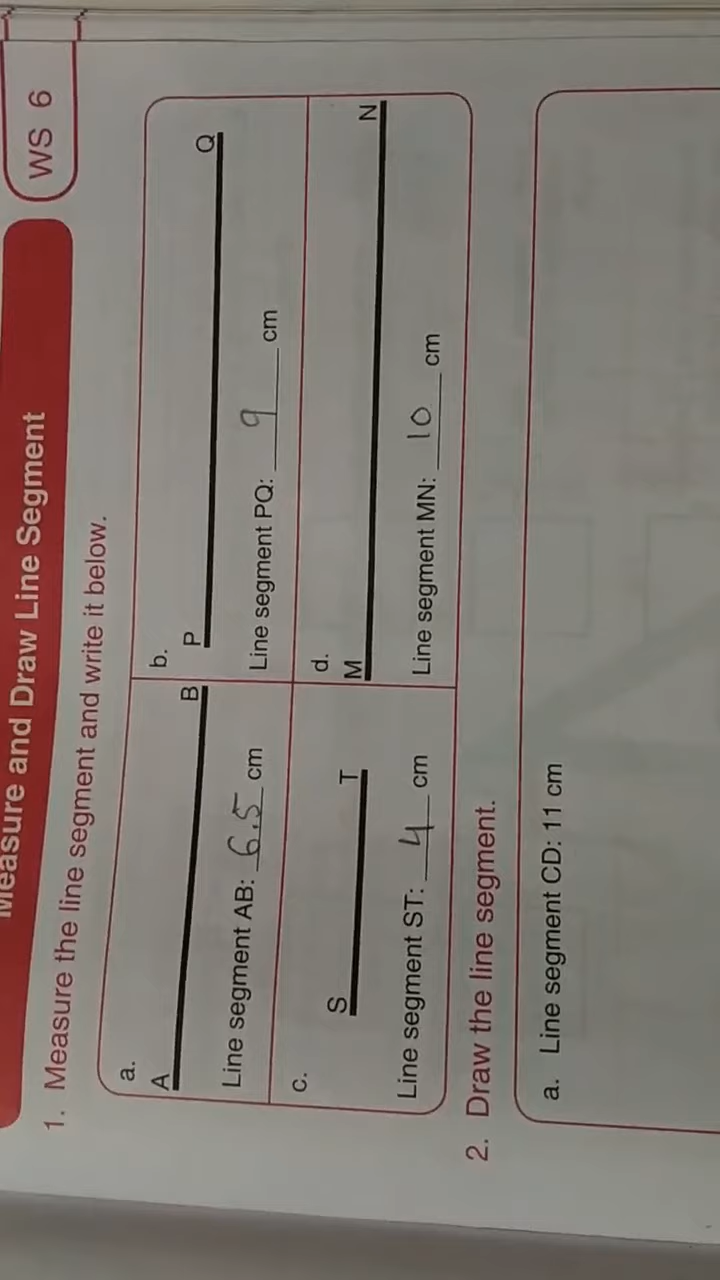 Measure and Draw Line Segment
WS 6
1. Measure the line segment and write it below.
a.
A B
Line segment AB: 6.5 cm
b.
P Q
Line segment PQ: 9 cm
c.
S T
Line segment ST: 4 cm
d.
M N
Line segment MN: 10 cm
2. Draw the line segment.
a. Line segment CD: 11 cm